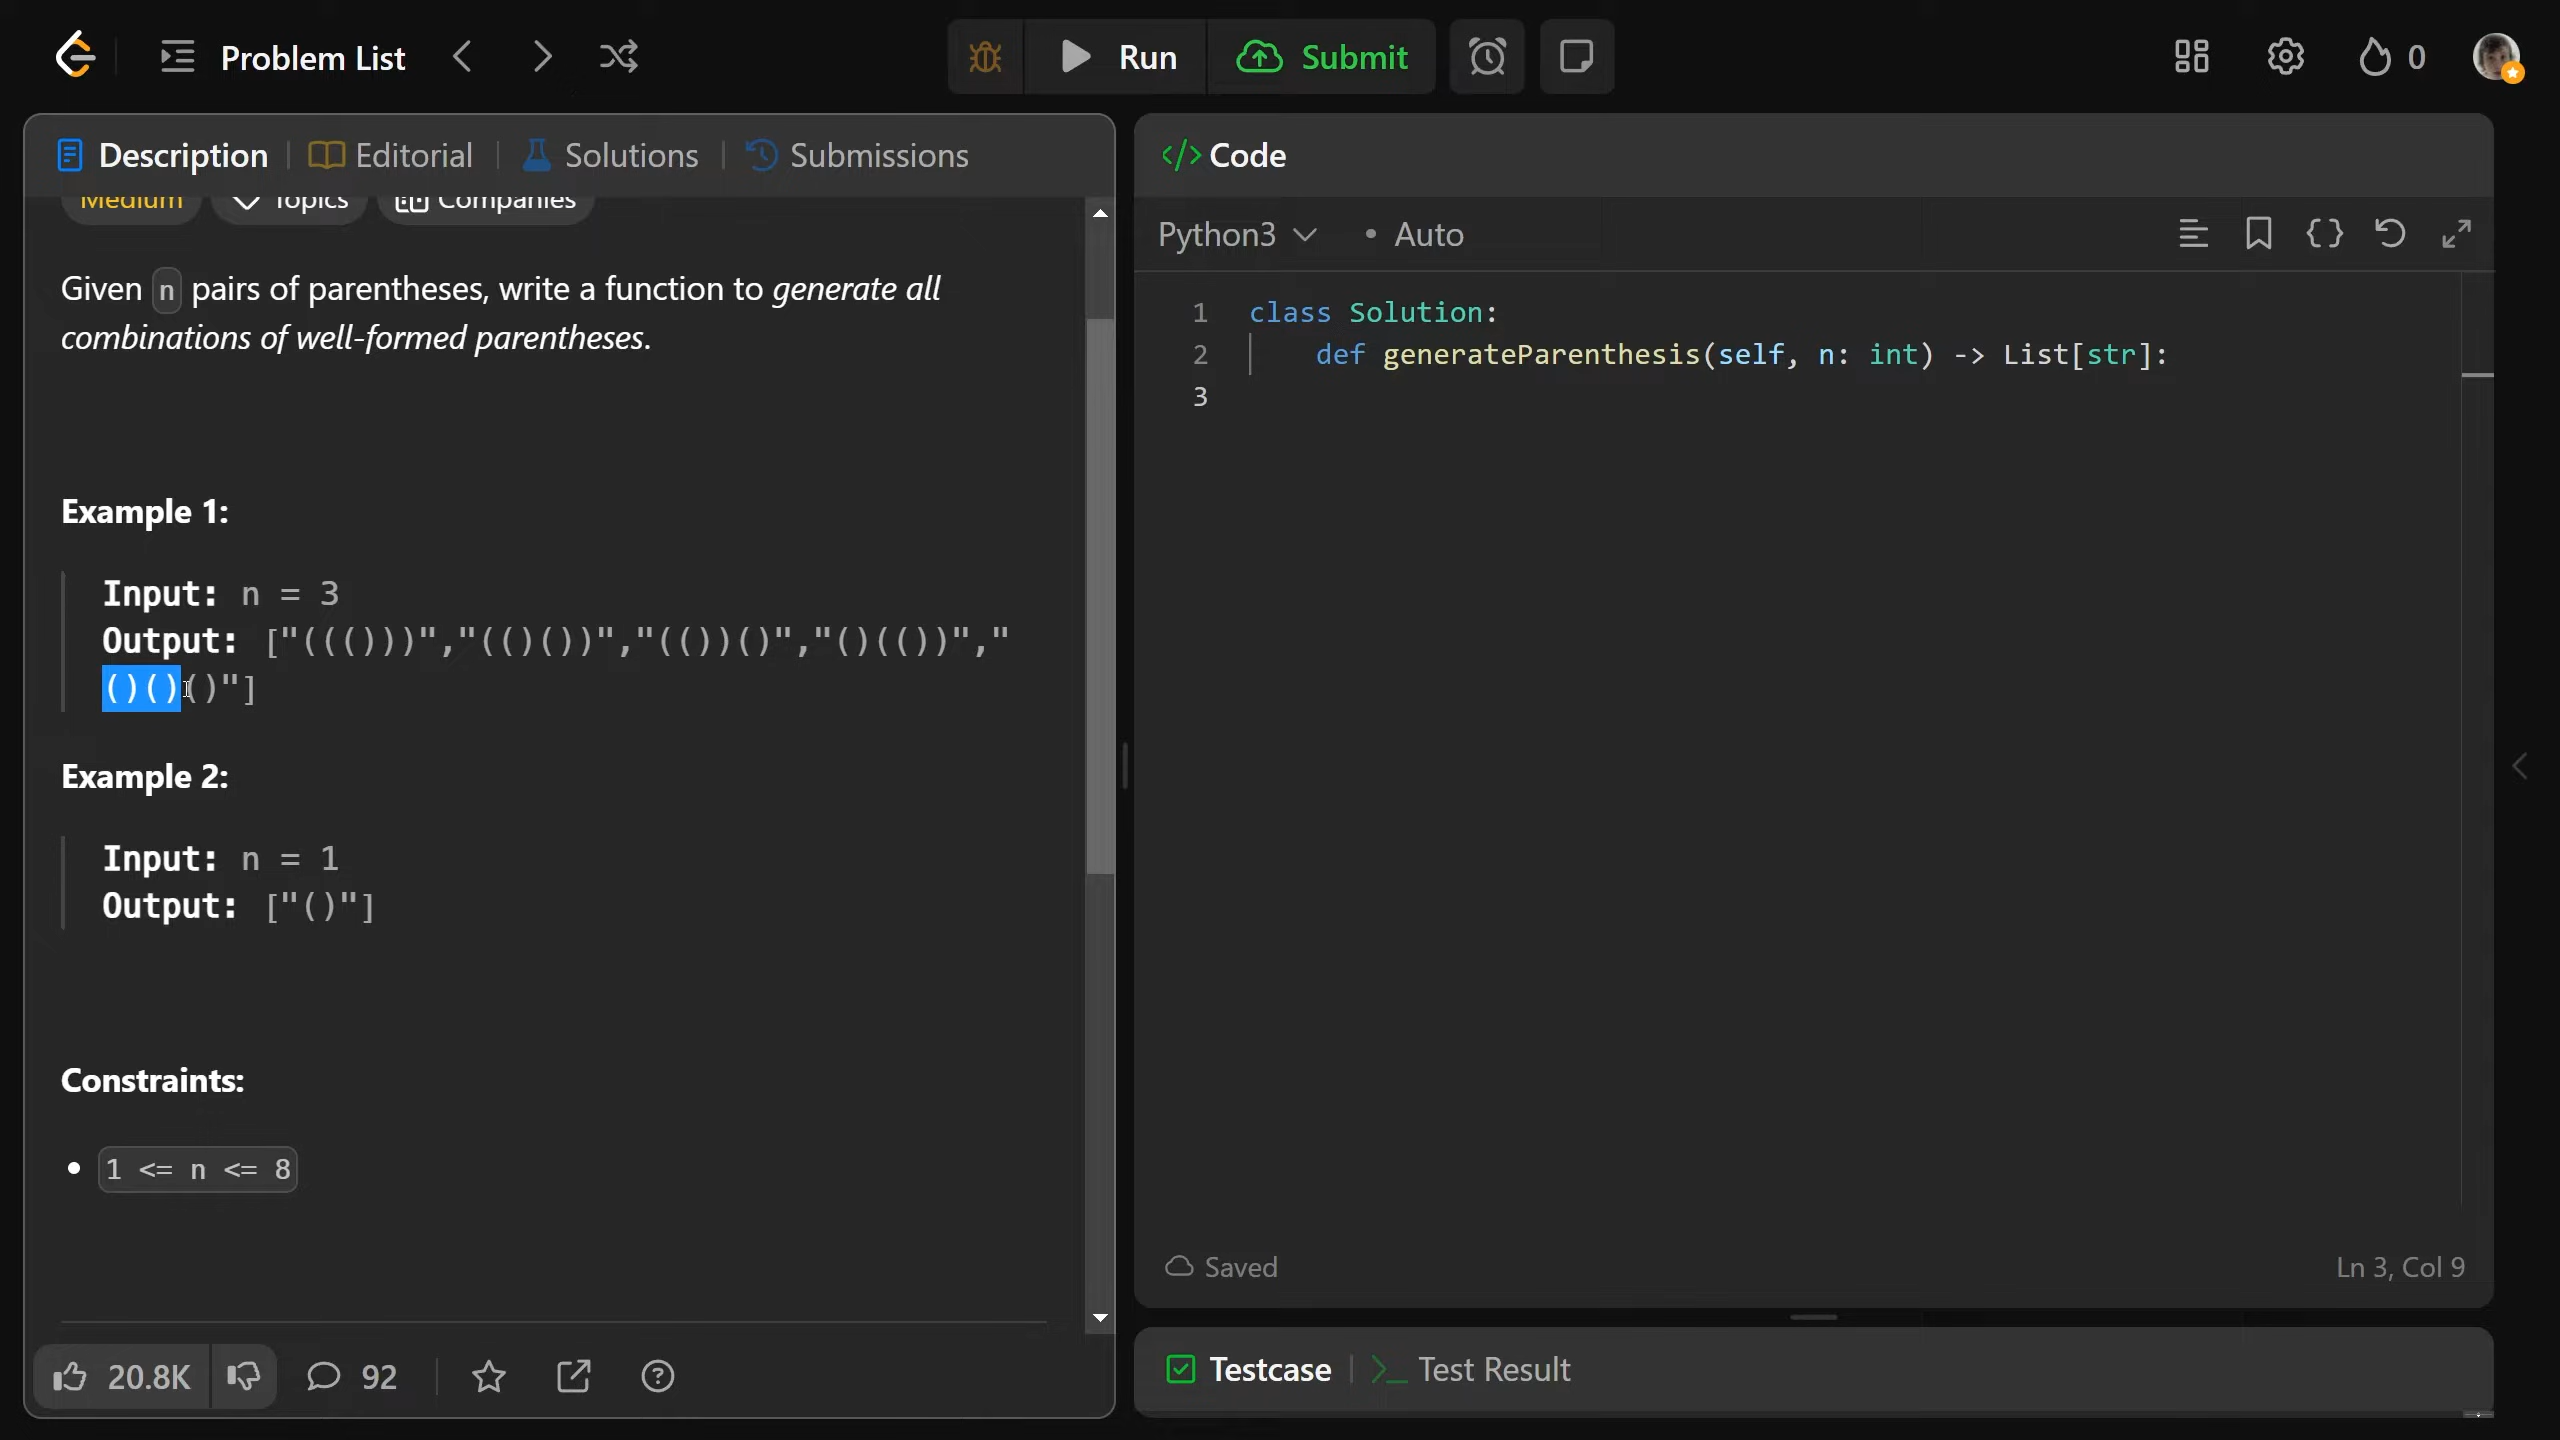 Problem List
Run
Submit
0
Description
Editorial
Solutions
Submissions
Medium
Topics
Companies
Given n pairs of parentheses, write a function to generate all
combinations of well-formed parentheses.
Example 1:
Input: n = 3
Output: ["((()))","(()())","(())()","()(())","
()()()"]
Example 2:
Input: n = 1
Output: ["()"]
Constraints:
1 <= n <= 8
20.8K
92
</> Code
Python3
Auto
1 class Solution:
2 def generateParenthesis(self, n: int) -> List[str]:
3
Saved
Ln 3, Col 9
Testcase
Test Result